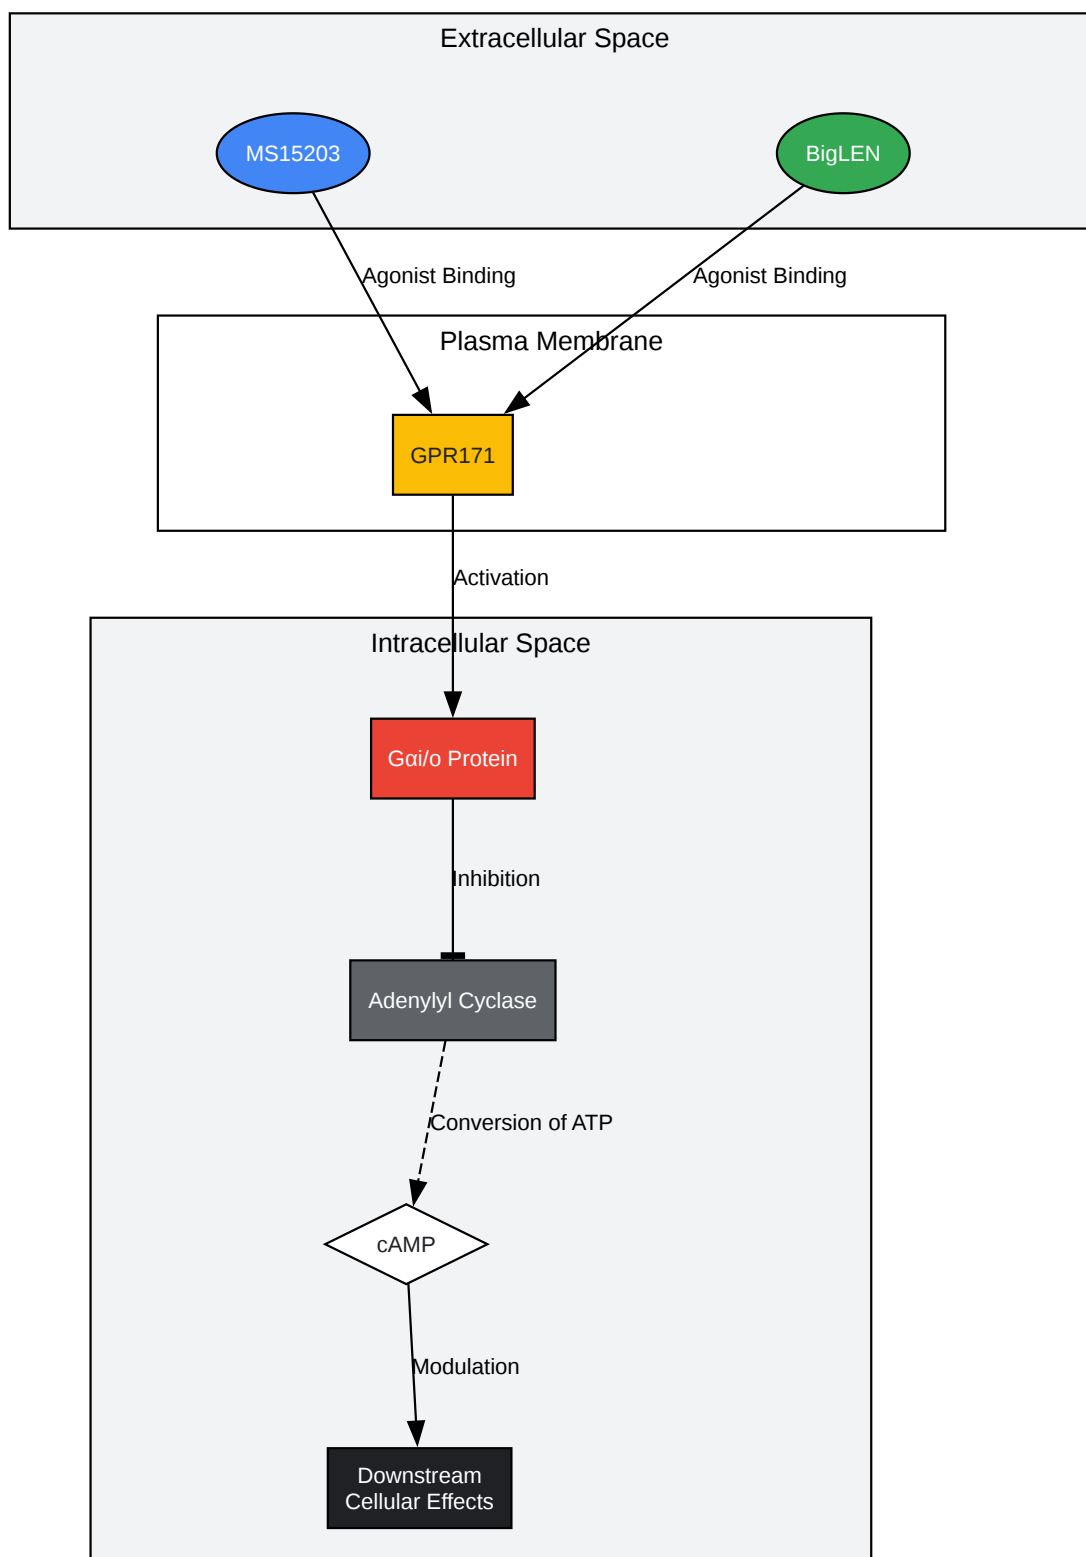 Extracellular Space
MS15203
BigLEN
Agonist Binding
Agonist Binding
Plasma Membrane
GPR171
Activation
Intracellular Space
Gαi/o Protein
Inhibition
Adenylyl Cyclase
Conversion of ATP
cAMP
Modulation
Downstream
Cellular Effects